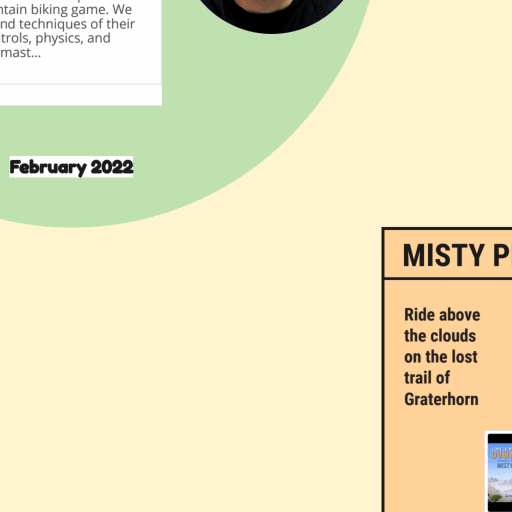 ntain biking game. We
nd techniques of their
trols, physics, and
mast...
February 2022
MISTY P
Ride above
the clouds
on the lost
trail of
Graterhorn
MISTY